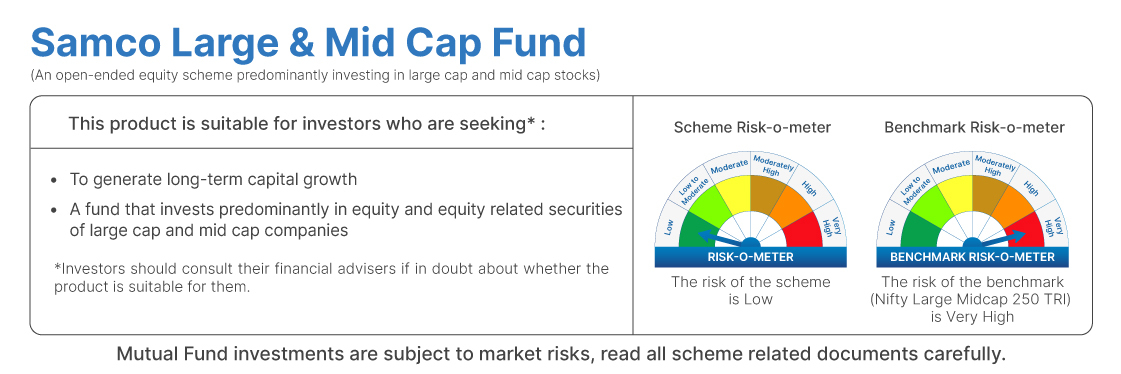 Samco Large & Mid Cap Fund
(An open-ended equity scheme predominantly investing in large cap and mid cap stocks)
This product is suitable for investors who are seeking* :
• To generate long-term capital growth
• A fund that invests predominantly in equity and equity related securities
of large cap and mid cap companies
*Investors should consult their financial advisers if in doubt about whether the
product is suitable for them.
Scheme Risk-o-meter
Low
Low to
Moderate
Moderate
Moderately
High
High
Very
High
RISK-O-METER
The risk of the scheme
is Low
Benchmark Risk-o-meter
Low
Low to
Moderate
Moderate
Moderately
High
High
Very
High
BENCHMARK RISK-O-METER
The risk of the benchmark
(Nifty Large Midcap 250 TRI)
is Very High
Mutual Fund investments are subject to market risks, read all scheme related documents carefully.